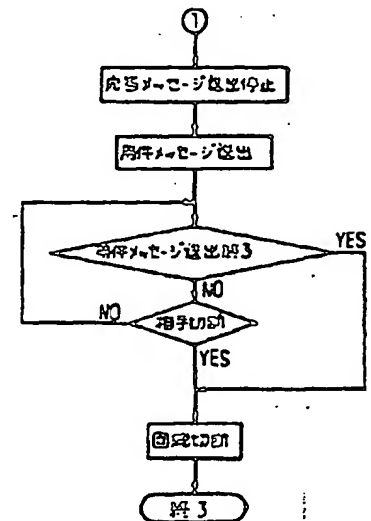 1
応答メッセージ送出停止
用件メッセージ送出
用件メッセージ送出終了
YES
NO
NO
相手切断
YES
回線切断
終了